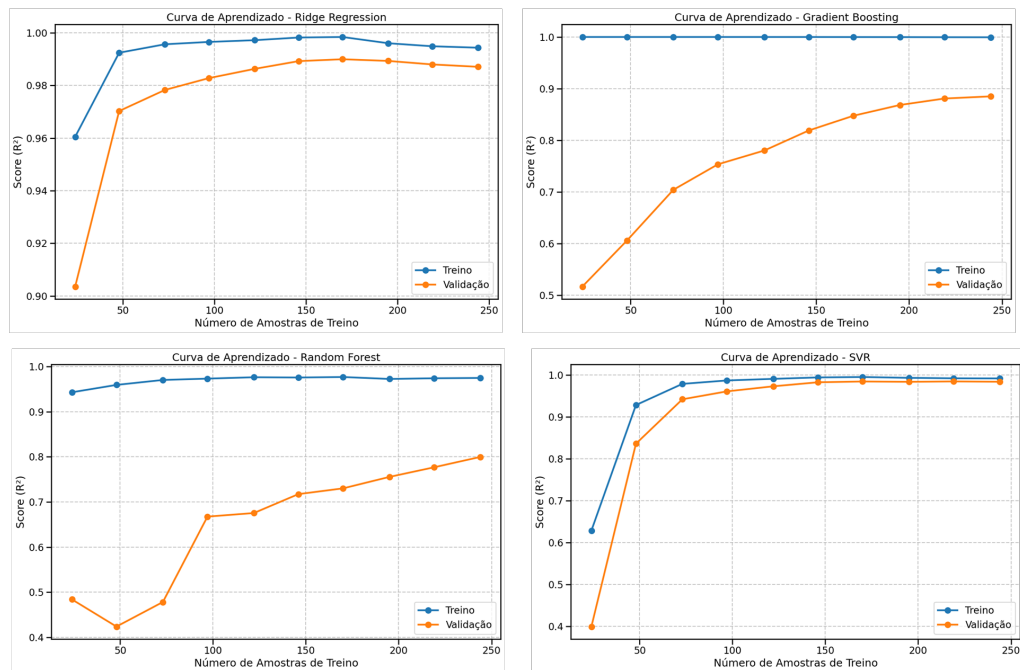 Curva de Aprendizado - Ridge Regression
1.00
0.98
0.96
0.94
0.92
0.90
Score (R²)
50
100
150
200
250
Número de Amostras de Treino
Treino
Validação
Curva de Aprendizado - Gradient Boosting
1.0
0.9
0.8
0.7
0.6
0.5
Score (R²)
50
100
150
200
250
Número de Amostras de Treino
Treino
Validação
Curva de Aprendizado - Random Forest
1.0
0.9
0.8
0.7
0.6
0.5
0.4
Score (R²)
50
100
150
200
250
Número de Amostras de Treino
Treino
Validação
Curva de Aprendizado - SVR
1.0
0.9
0.8
0.7
0.6
0.5
0.4
Score (R²)
50
100
150
200
250
Número de Amostras de Treino
Treino
Validação